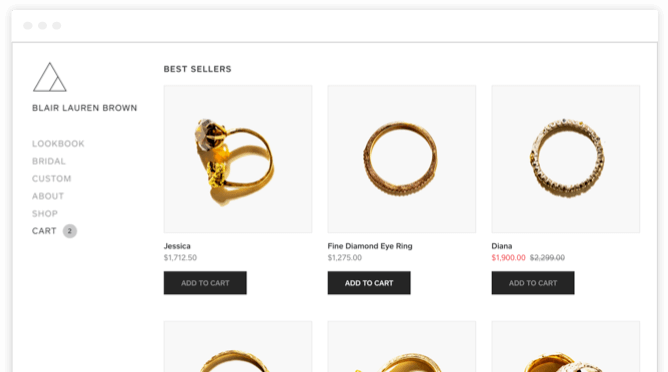 BLAIR LAUREN BROWN
LOOKBOOK
BRIDAL
CUSTOM
ABOUT
SHOP
CART 2
BEST SELLERS
Jessica
$1,712.50
ADD TO CART
Fine Diamond Eye Ring
$1,275.00
ADD TO CART
Diana
$1,900.00 $2,299.00
ADD TO CART